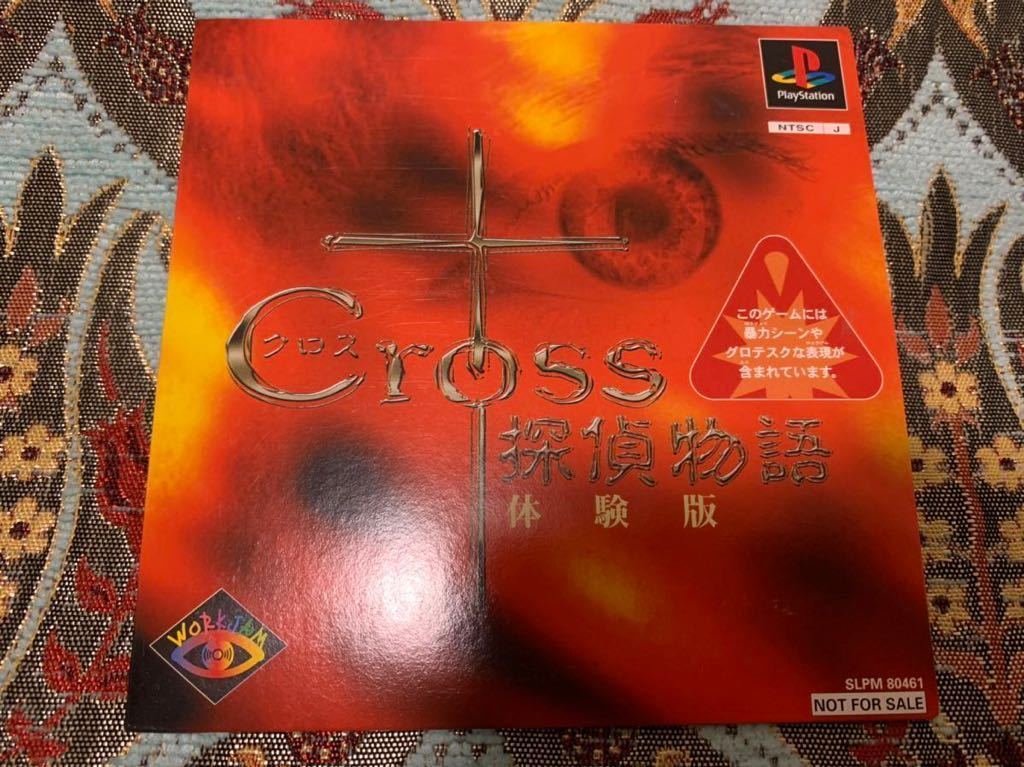 PlayStation
NTSC J
このゲームには
暴力シーンや
グロテスクな表現が
含まれています。
Cross
クロス
探偵物語
体験版
WORKJAM
SLPM 80461
NOT FOR SALE